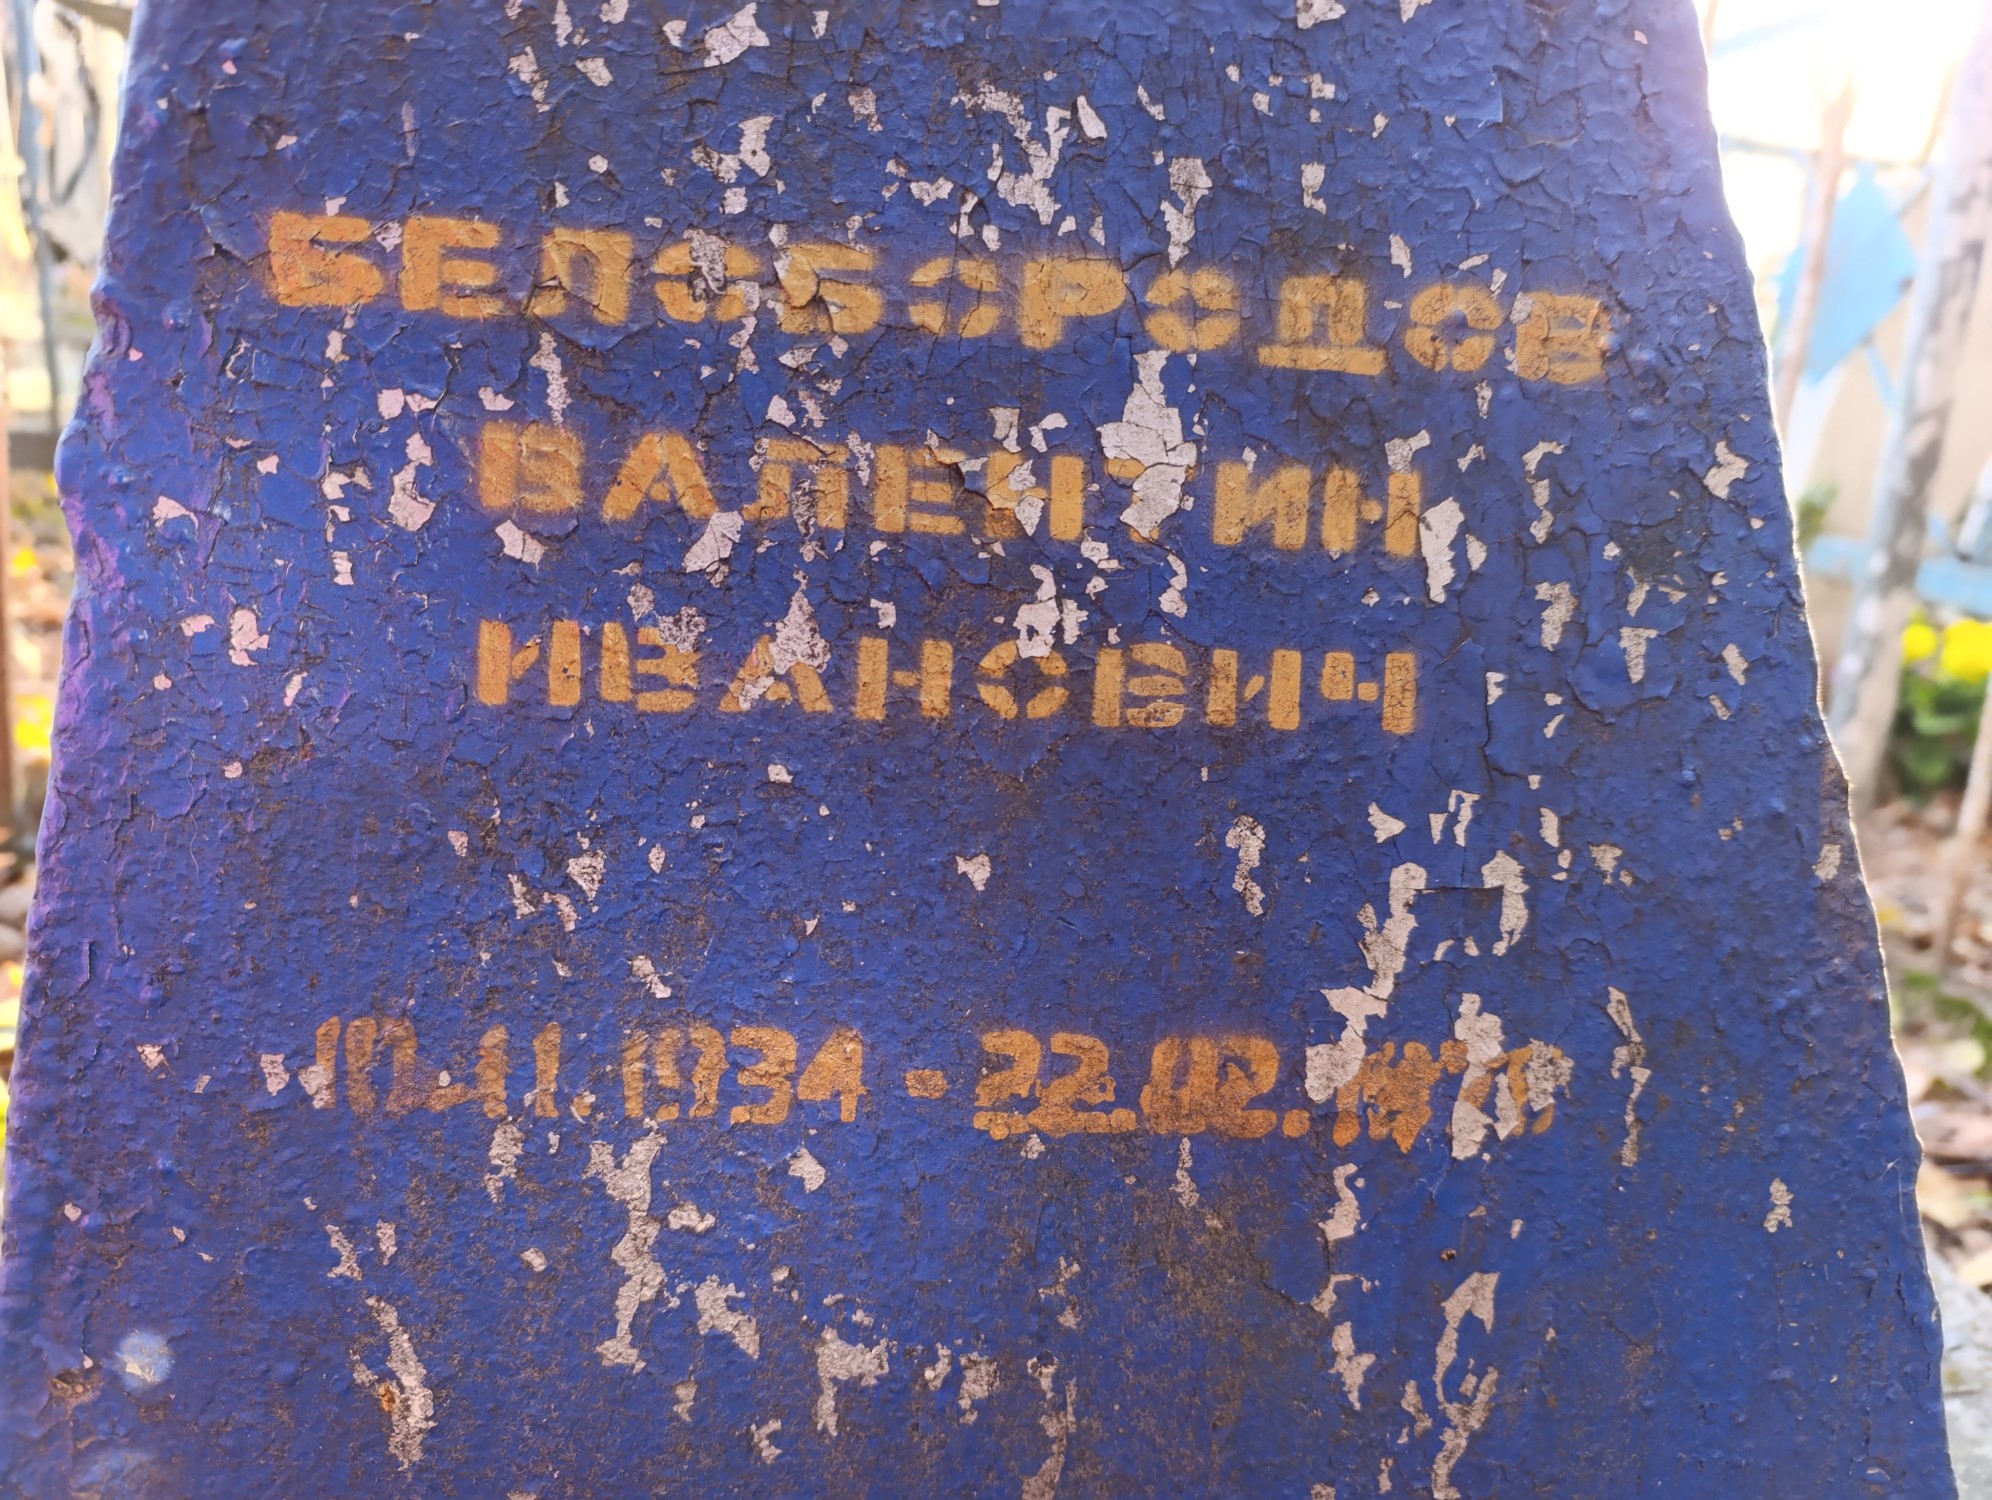 БЕЛОБОРОДОВ
ВАЛЕНТИН
ИВАНОВИЧ
10.11.1934 - 22.02.